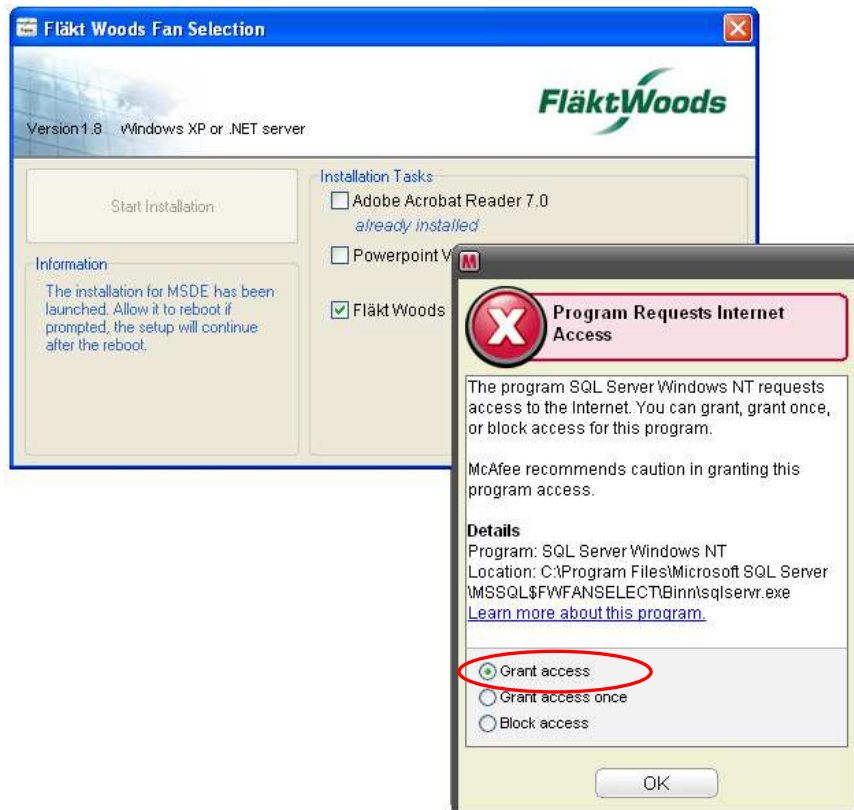 Fläkt Woods Fan Selection
FläktWoods
Version1.8 Windows XP or .NET server
Start Installation
Information
The installation for MSDE has been
launched. Allow it to reboot if
prompted, the setup will continue
after the reboot.
Installation Tasks
Adobe Acrobat Reader 7.0
already installed
Powerpoint V
Fläkt Woods
M
Program Requests Internet
Access
The program SQL Server Windows NT requests
access to the Internet. You can grant, grant once,
or block access for this program.
McAfee recommends caution in granting this
program access.
Details
Program: SQL Server Windows NT
Location: C:\Program Files\Microsoft SQL Server
\MSSQL$FWFANSELECT\Binn\sqlservr.exe
Learn more about this program.
Grant access
Grant access once
Block access
OK